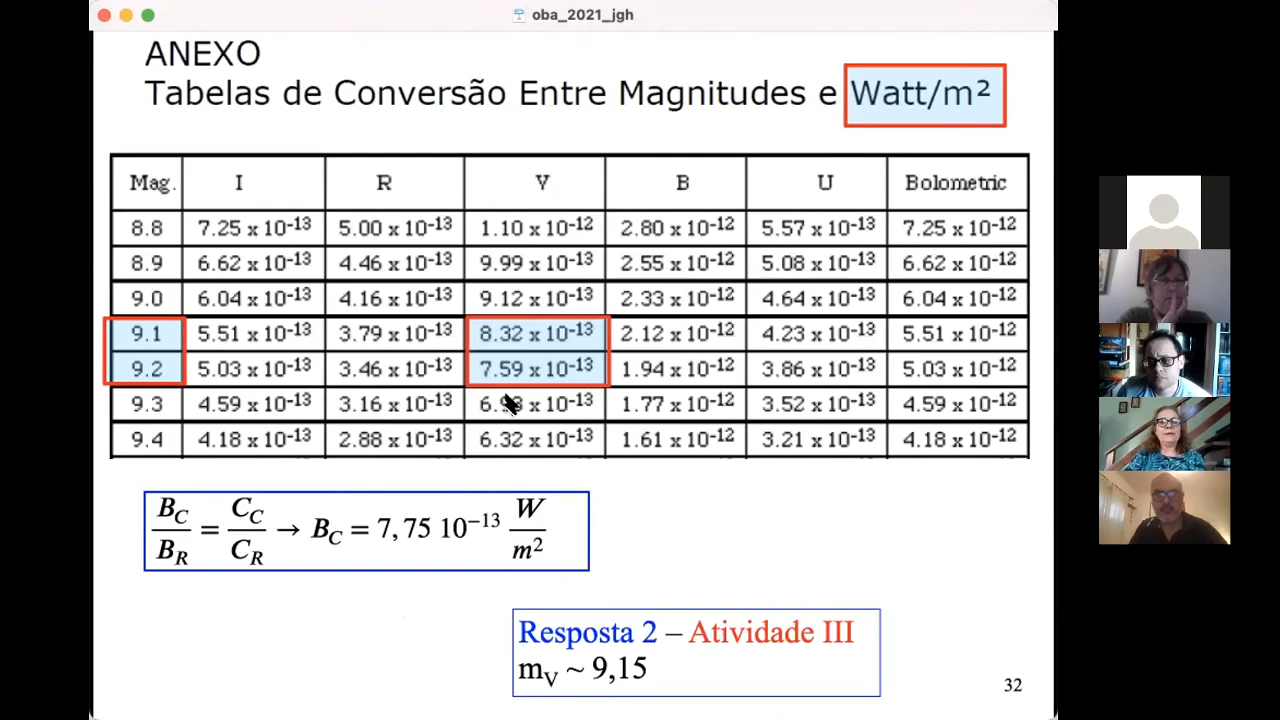 oba_2021_jgh
ANEXO
Tabelas de Conversão Entre Magnitudes e Watt/m²
Mag. I R V B U Bolometric
8.8 7.25 x 10⁻¹³ 5.00 x 10⁻¹³ 1.10 x 10⁻¹² 2.80 x 10⁻¹² 5.57 x 10⁻¹³ 7.25 x 10⁻¹²
8.9 6.62 x 10⁻¹³ 4.46 x 10⁻¹³ 9.99 x 10⁻¹³ 2.55 x 10⁻¹² 5.08 x 10⁻¹³ 6.62 x 10⁻¹²
9.0 6.04 x 10⁻¹³ 4.16 x 10⁻¹³ 9.12 x 10⁻¹³ 2.33 x 10⁻¹² 4.64 x 10⁻¹³ 6.04 x 10⁻¹²
9.1 5.51 x 10⁻¹³ 3.79 x 10⁻¹³ 8.32 x 10⁻¹³ 2.12 x 10⁻¹² 4.23 x 10⁻¹³ 5.51 x 10⁻¹²
9.2 5.03 x 10⁻¹³ 3.46 x 10⁻¹³ 7.59 x 10⁻¹³ 1.94 x 10⁻¹² 3.86 x 10⁻¹³ 5.03 x 10⁻¹²
9.3 4.59 x 10⁻¹³ 3.16 x 10⁻¹³ x 10⁻¹³ 1.77 x 10⁻¹² 3.52 x 10⁻¹³ 4.59 x 10⁻¹²
9.4 4.18 x 10⁻¹³ 2.88 x 10⁻¹³ 6.32 x 10⁻¹³ 1.61 x 10⁻¹² 3.21 x 10⁻¹³ 4.18 x 10⁻¹²
B_C/B_R = C_C/C_R → B_C = 7,75 10⁻¹³ W/m²
Resposta 2 – Atividade III
m_V ~ 9,15
32